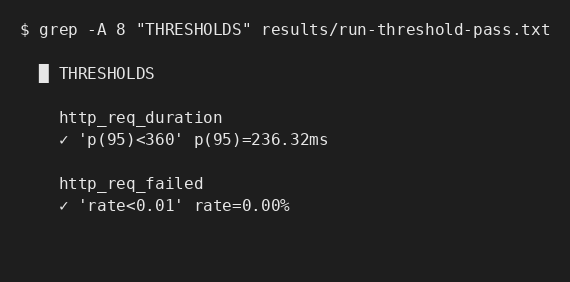 $ grep -A 8 "THRESHOLDS" results/run-threshold-pass.txt
█ THRESHOLDS
http_req_duration
✓ 'p(95)<360' p(95)=236.32ms
http_req_failed
✓ 'rate<0.01' rate=0.00%